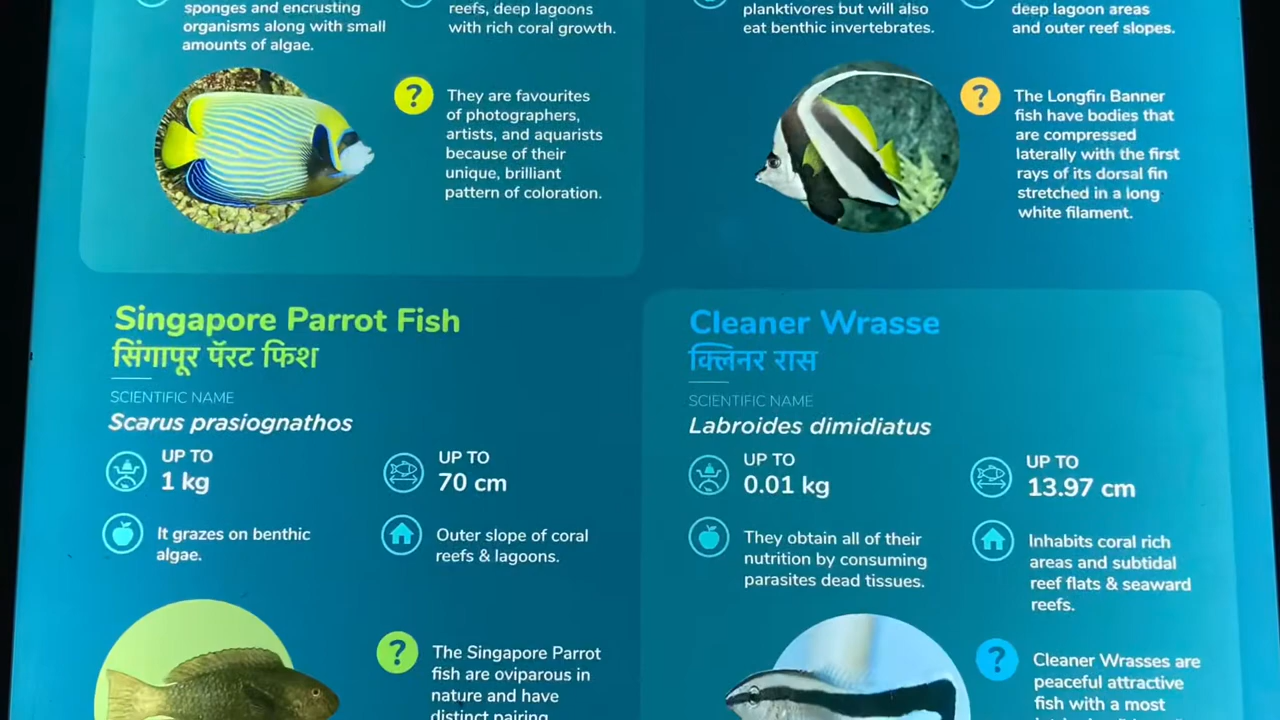 sponges and encrusting
organisms along with small
amounts of algae.
reefs, deep lagoons
with rich coral growth.
?
They are favourites
of photographers,
artists, and aquarists
because of their
unique, brilliant
pattern of coloration.
planktivores but will also
eat benthic invertebrates.
deep lagoon areas
and outer reef slopes.
?
The Longfin Banner
fish have bodies that
are compressed
laterally with the first
rays of its dorsal fin
stretched in a long
white filament.
Singapore Parrot Fish
सिंगापूर पॅरट फिश
SCIENTIFIC NAME
Scarus prasiognathos
UP TO
1 kg
UP TO
70 cm
It grazes on benthic
algae.
Outer slope of coral
reefs & lagoons.
?
The Singapore Parrot
fish are oviparous in
nature and have
distinct pairing
Cleaner Wrasse
क्लिनर रास
SCIENTIFIC NAME
Labroides dimidiatus
UP TO
0.01 kg
UP TO
13.97 cm
They obtain all of their
nutrition by consuming
parasites dead tissues.
Inhabits coral rich
areas and subtidal
reef flats & seaward
reefs.
?
Cleaner Wrasses are
peaceful attractive
fish with a most